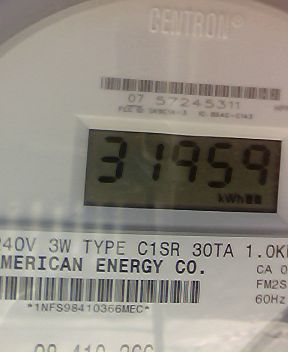 CENTRON®
07 57245311
31959
kWh
240V 3W TYPE C1SR 30TA 1.0K
AMERICAN ENERGY CO.
CA 0
FM2S
60Hz
*1NFS98410366MEC*